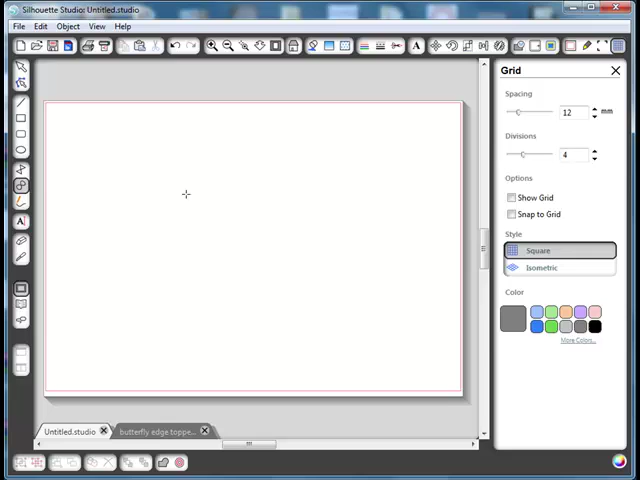 Silhouette Studio: Untitled.studio
File Edit Object View Help
A
A
Grid
Spacing
12 mm
Divisions
4
Options
Show Grid
Snap to Grid
Style
Square
Isometric
Color
More Colors...
Untitled.studio
butterfly edge toppe...